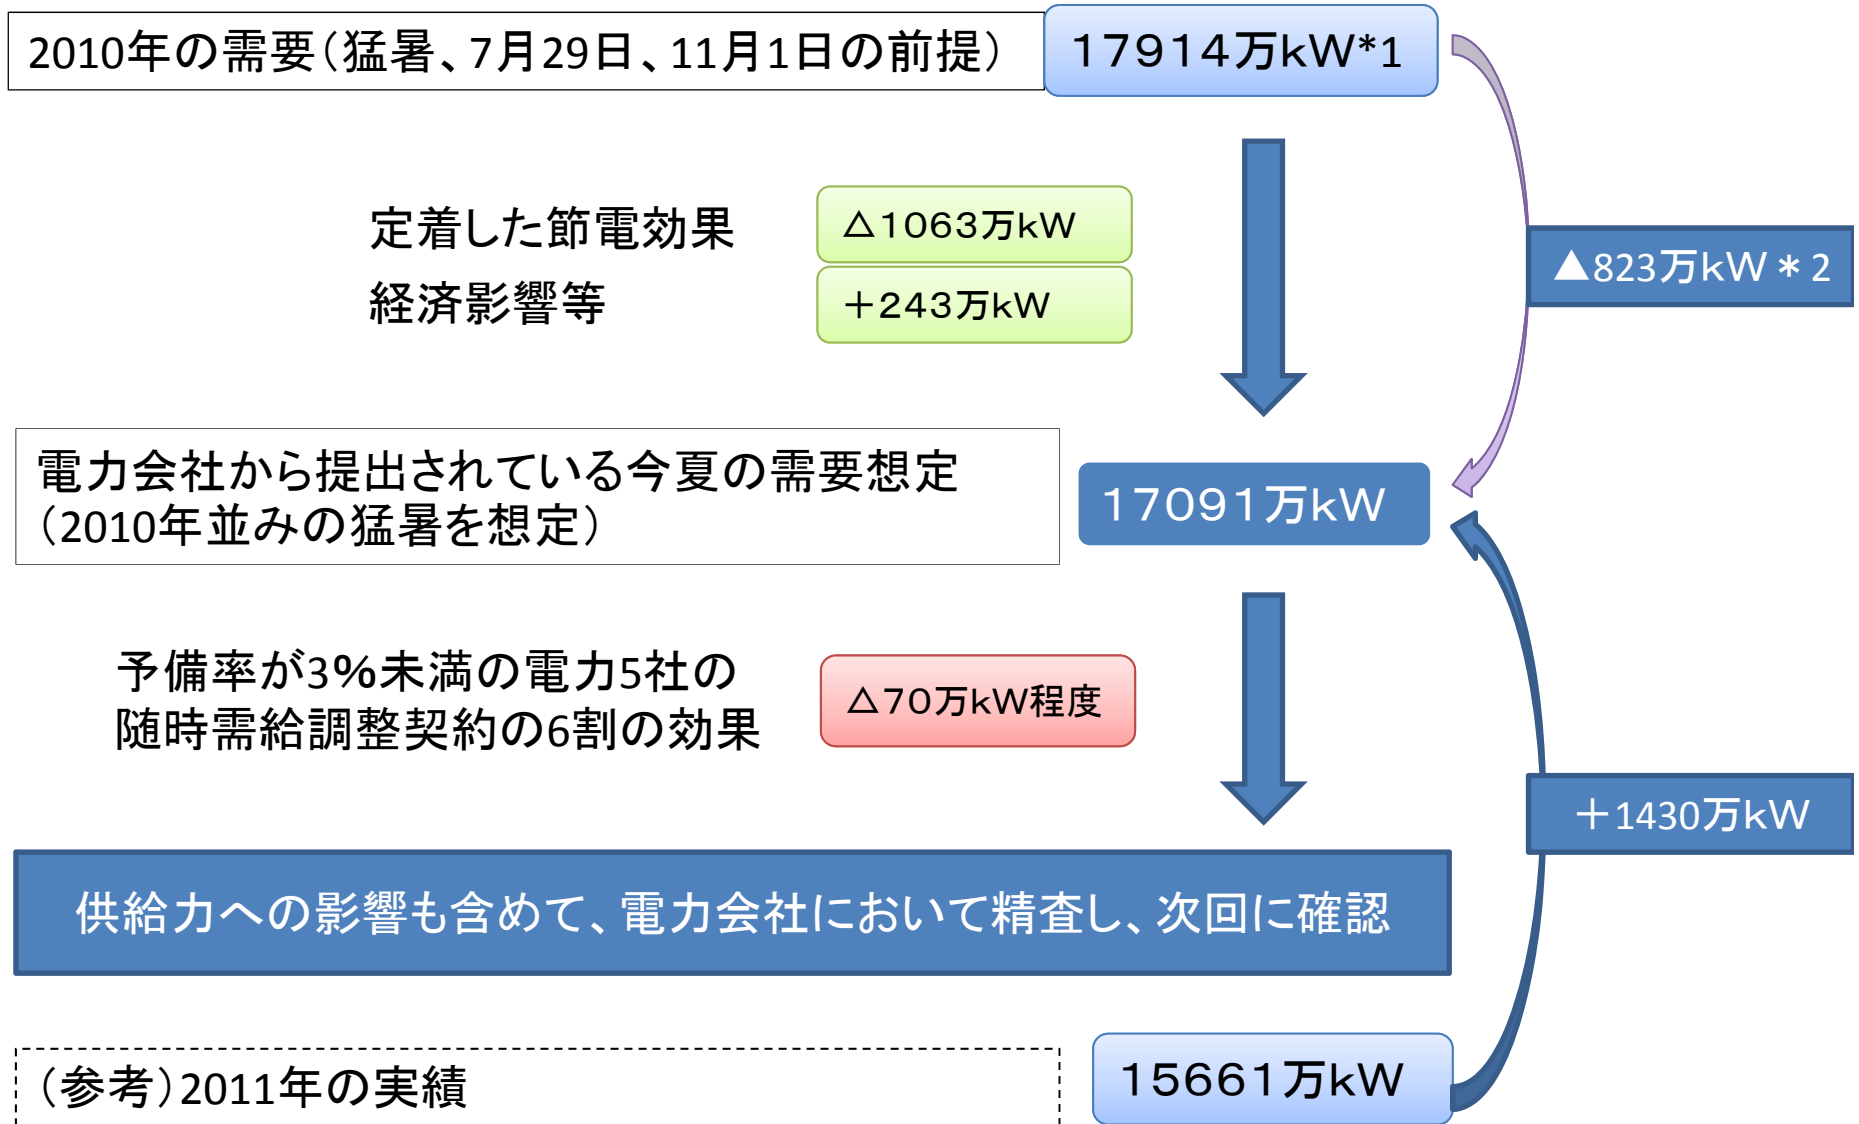 2010年の需要(猛暑、7月29日、11月1日の前提)
17914万kW*1
定着した節電効果
△1063万kW
経済影響等
+243万kW
▲823万kW*2
電力会社から提出されている今夏の需要想定
(2010年並みの猛暑を想定)
17091万kW
予備率が3%未満の電力5社の
随時需給調整契約の6割の効果
△70万kW程度
+1430万kW
供給力への影響も含めて、電力会社において精査し、次回に確認
(参考)2011年の実績
15661万kW